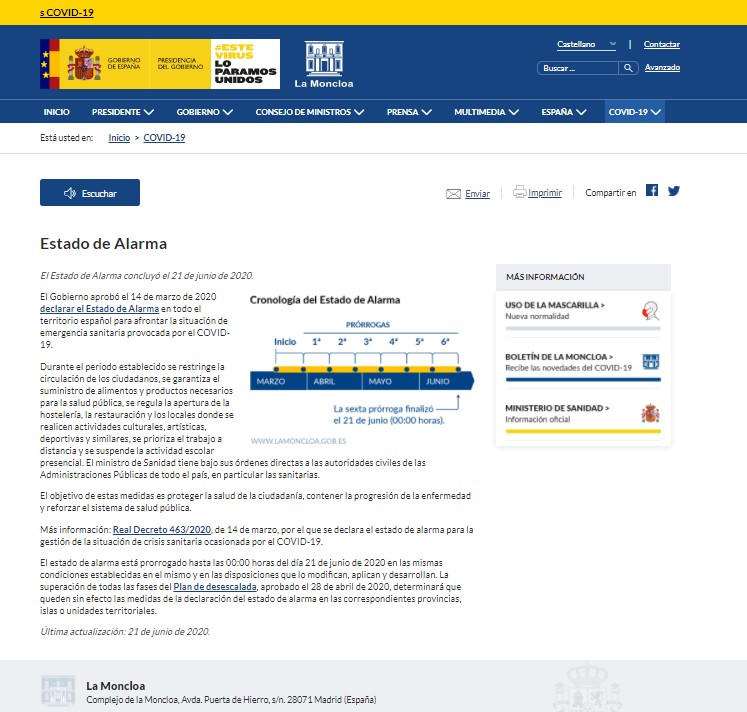 s COVID-19
GOBIERNO
DE ESPAÑA
PRESIDENCIA
DEL GOBIERNO
#ESTE
VIRUS
LO
PARAMOS
UNIDOS
La Moncloa
Castellano
Contactar
Buscar ...
Avanzado
INICIO PRESIDENTE GOBIERNO CONSEJO DE MINISTROS PRENSA MULTIMEDIA ESPAÑA COVID-19
Está usted en: Inicio > COVID-19
Escuchar
Enviar Imprimir Compartir en
Estado de Alarma
El Estado de Alarma concluyó el 21 de junio de 2020.
El Gobierno aprobó el 14 de marzo de 2020
declarar el Estado de Alarma en todo el
territorio español para afrontar la situación de
emergencia sanitaria provocada por el COVID-
19.
Durante el periodo establecido se restringe la
circulación de los ciudadanos, se garantiza el
suministro de alimentos y productos necesarios
para la salud pública, se regula la apertura de la
hostelería, la restauración y los locales donde se
realicen actividades culturales, artísticas,
deportivas y similares, se prioriza el trabajo a
distancia y se suspende la actividad escolar
presencial. El ministro de Sanidad tiene bajo sus órdenes directas a las autoridades civiles de las
Administraciones Públicas de todo el país, en particular las sanitarias.
Cronología del Estado de Alarma
PRÓRROGAS
Inicio 1ª 2ª 3ª 4ª 5ª 6ª
MARZO ABRIL MAYO JUNIO
La sexta prórroga finalizó
el 21 de junio (00:00 horas).
WWW.LAMONCLOA.GOB.ES
El objetivo de estas medidas es proteger la salud de la ciudadanía, contener la progresión de la enfermedad
y reforzar el sistema de salud pública.
Más información: Real Decreto 463/2020, de 14 de marzo, por el que se declara el estado de alarma para la
gestión de la situación de crisis sanitaria ocasionada por el COVID-19.
El estado de alarma está prorrogado hasta las 00:00 horas del día 21 de junio de 2020 en las mismas
condiciones establecidas en el mismo y en las disposiciones que lo modifican, aplican y desarrollan. La
superación de todas las fases del Plan de desescalada, aprobado el 28 de abril de 2020, determinará que
queden sin efecto las medidas de la declaración del estado de alarma en las correspondientes provincias,
islas o unidades territoriales.
Última actualización: 21 de junio de 2020.
MÁS INFORMACIÓN
USO DE LA MASCARILLA >
Nueva normalidad
BOLETÍN DE LA MONCLOA >
Recibe las novedades del COVID-19
MINISTERIO DE SANIDAD >
Información oficial
La Moncloa
Complejo de la Moncloa, Avda. Puerta de Hierro, s/n. 28071 Madrid (España)